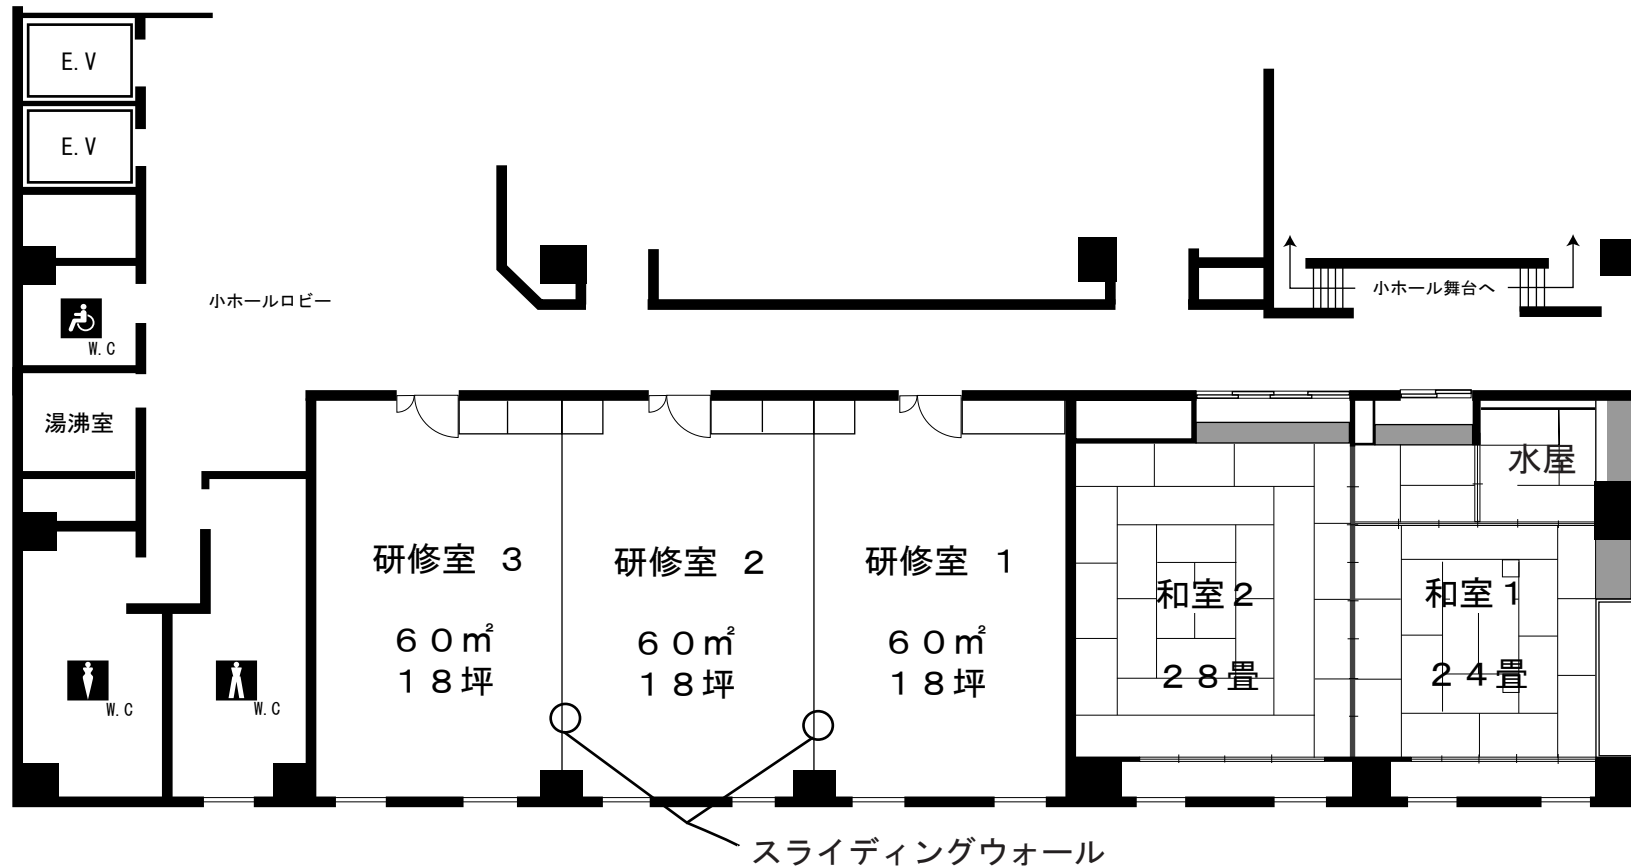 E.V
E.V
小ホールロビー
小ホール舞台へ
W.C
湯沸室
水屋
研修室 3
60㎡
18坪
研修室 2
60㎡
18坪
研修室 1
60㎡
18坪
和室2
28畳
和室1
24畳
W.C
W.C
スライディングウォール